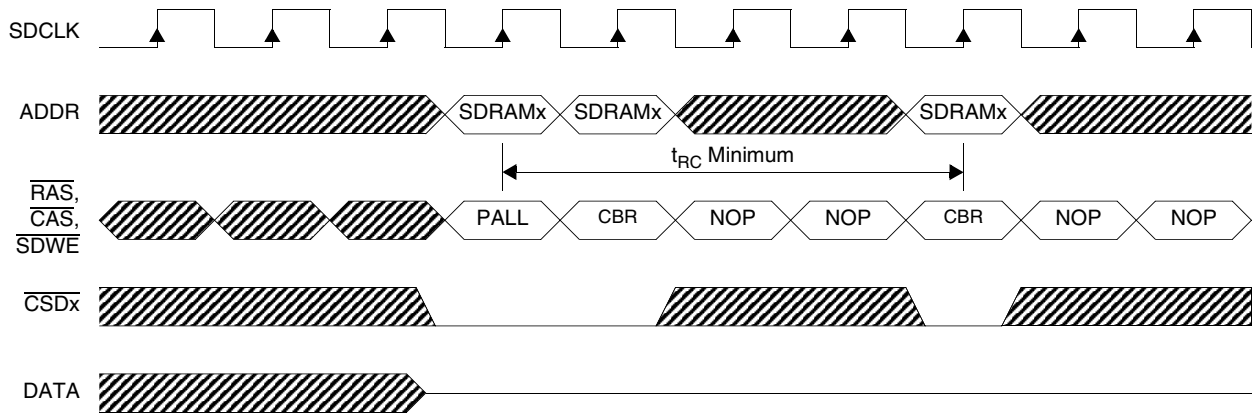 SDCLK
ADDR
SDRAMx SDRAMx SDRAMx
tRC Minimum
RAS,
CAS,
SDWE
PALL CBR NOP NOP CBR NOP NOP
CSDx
DATA